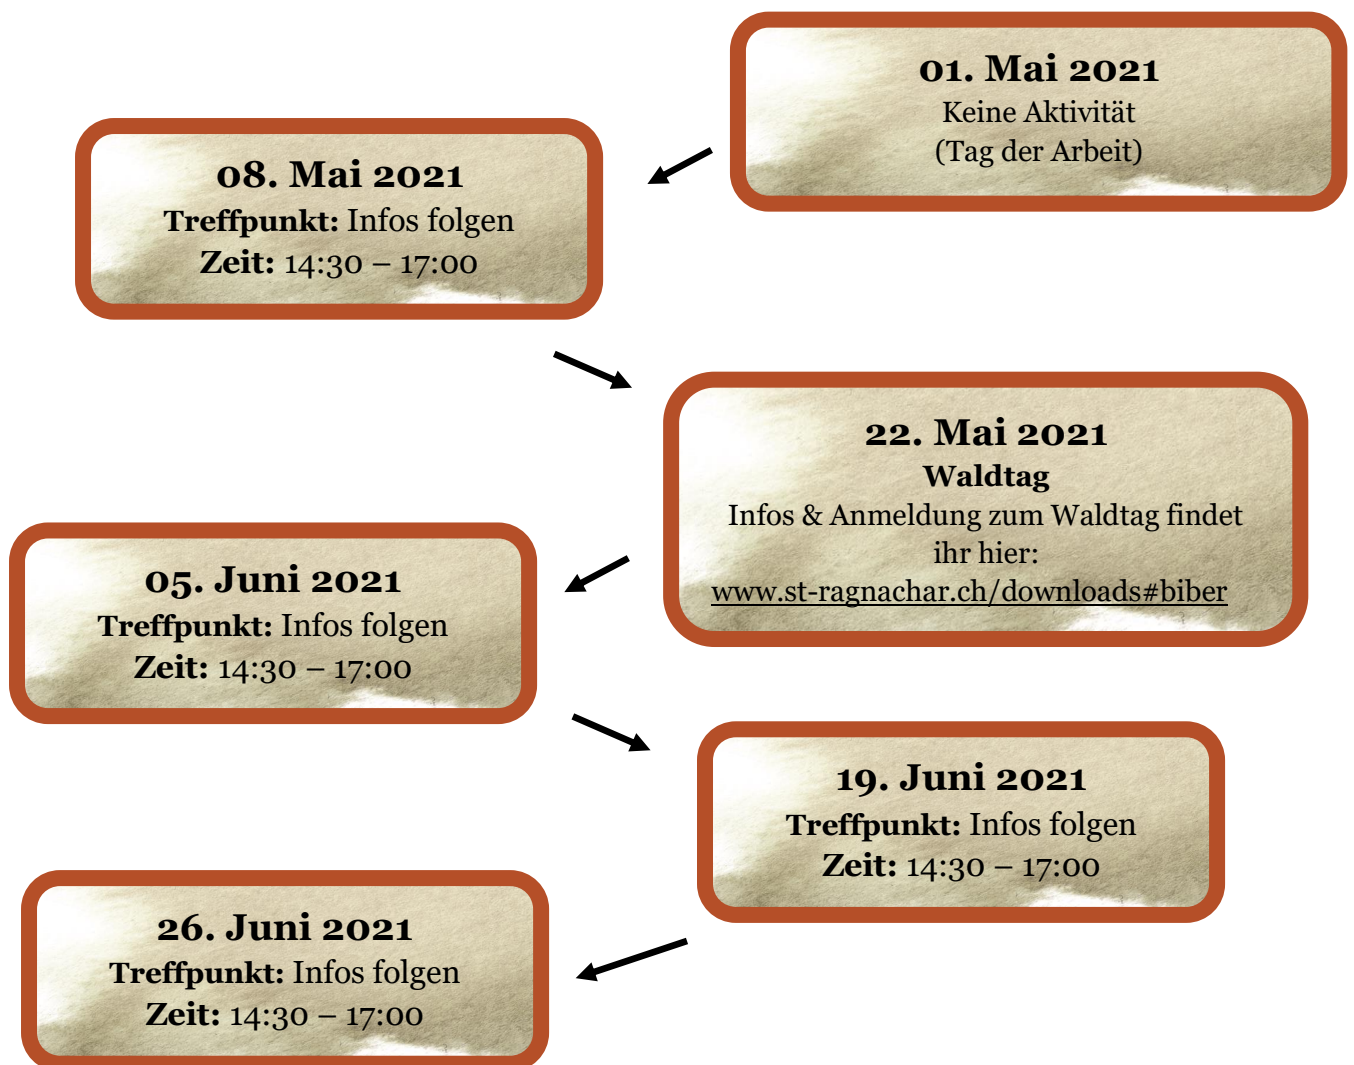 01. Mai 2021
Keine Aktivität
(Tag der Arbeit)
08. Mai 2021
Treffpunkt: Infos folgen
Zeit: 14:30 – 17:00
22. Mai 2021
Waldtag
Infos & Anmeldung zum Waldtag findet
ihr hier:
www.st-ragnachar.ch/downloads#biber
05. Juni 2021
Treffpunkt: Infos folgen
Zeit: 14:30 – 17:00
19. Juni 2021
Treffpunkt: Infos folgen
Zeit: 14:30 – 17:00
26. Juni 2021
Treffpunkt: Infos folgen
Zeit: 14:30 – 17:00